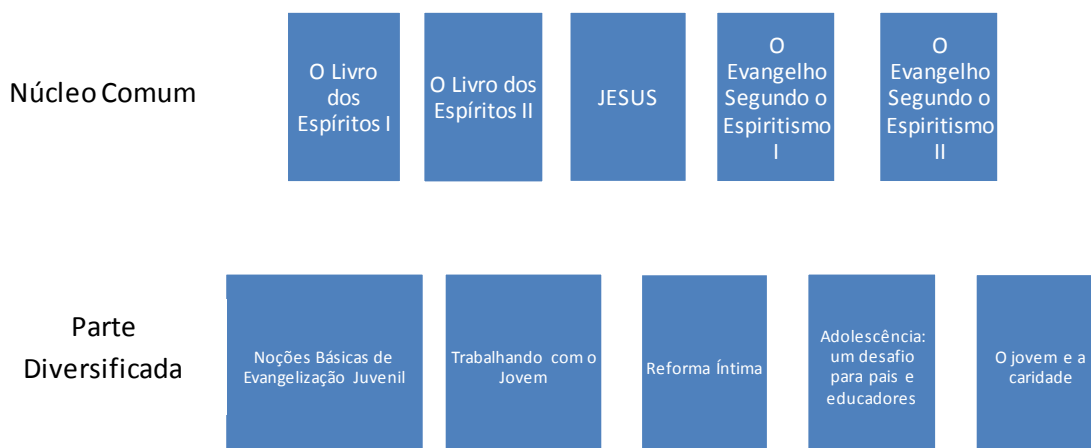 Núcleo Comum
O Livro
dos
Espíritos I
O Livro dos
Espíritos II
JESUS
O
Evangelho
Segundo o
Espiritismo
I
O
Evangelho
Segundo o
Espiritismo
II
Parte
Diversificada
Noções Básicas de
Evangelização Juvenil
Trabalhando com o
Jovem
Reforma Íntima
Adolescência:
um desafio
para pais e
educadores
O jovem e a
caridade